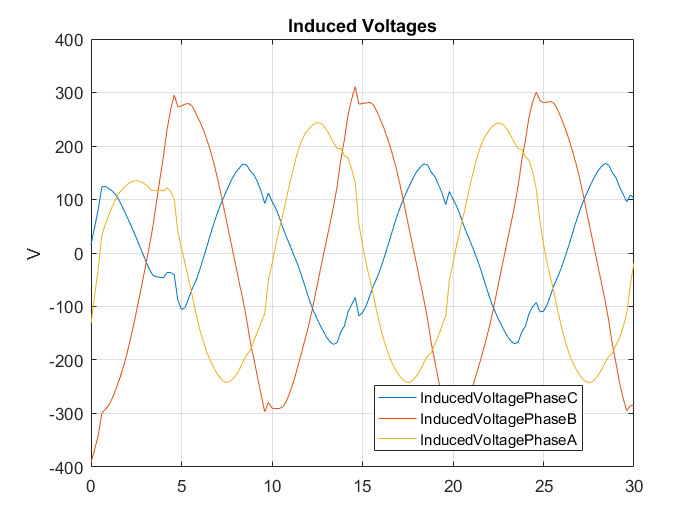 Induced Voltages
400
300
200
100
0
-100
-200
-300
-400
V
InducedVoltagePhaseC
InducedVoltagePhaseB
InducedVoltagePhaseA
0 5 10 15 20 25 30